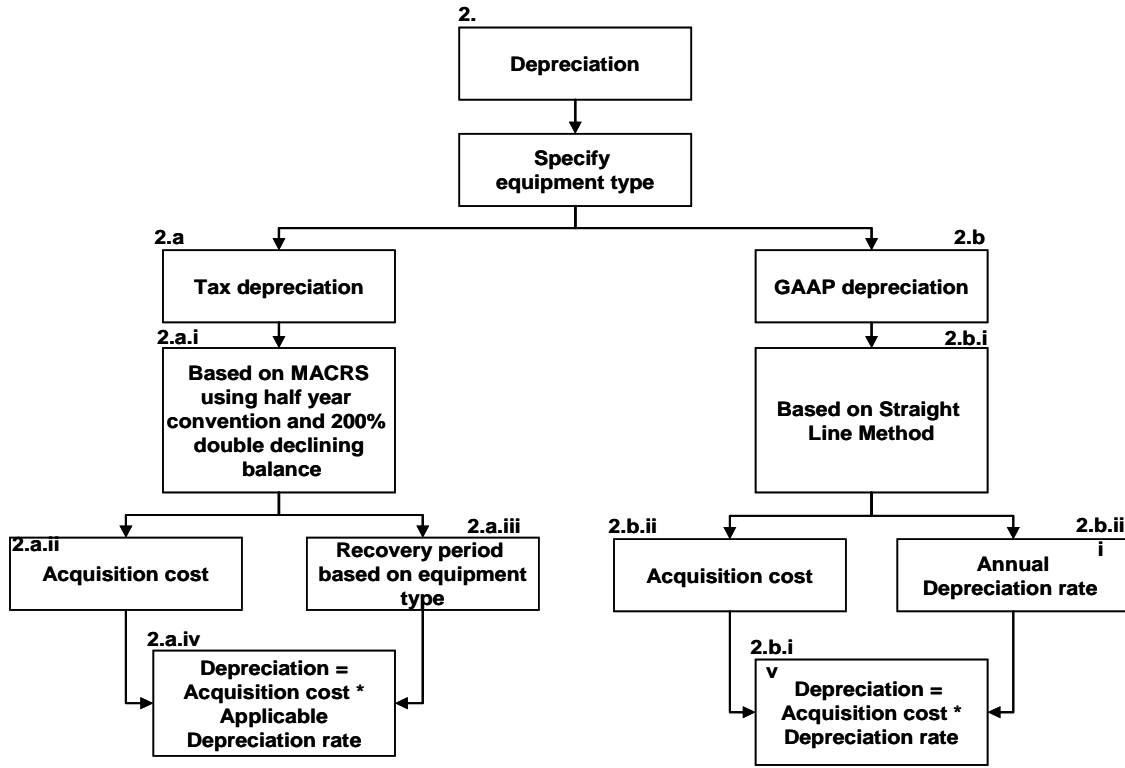 2.
Depreciation
Specify
equipment type
2.a
Tax depreciation
2.b
GAAP depreciation
2.a.i
Based on MACRS
using half year
convention and 200%
double declining
balance
2.b.i
Based on Straight
Line Method
2.a.ii
Acquisition cost
2.a.iii
Recovery period
based on equipment
type
2.b.ii
Acquisition cost
2.b.ii
i
Annual
Depreciation rate
2.a.iv
Depreciation =
Acquisition cost *
Applicable
Depreciation rate
2.b.i
v
Depreciation =
Acquisition cost *
Depreciation rate